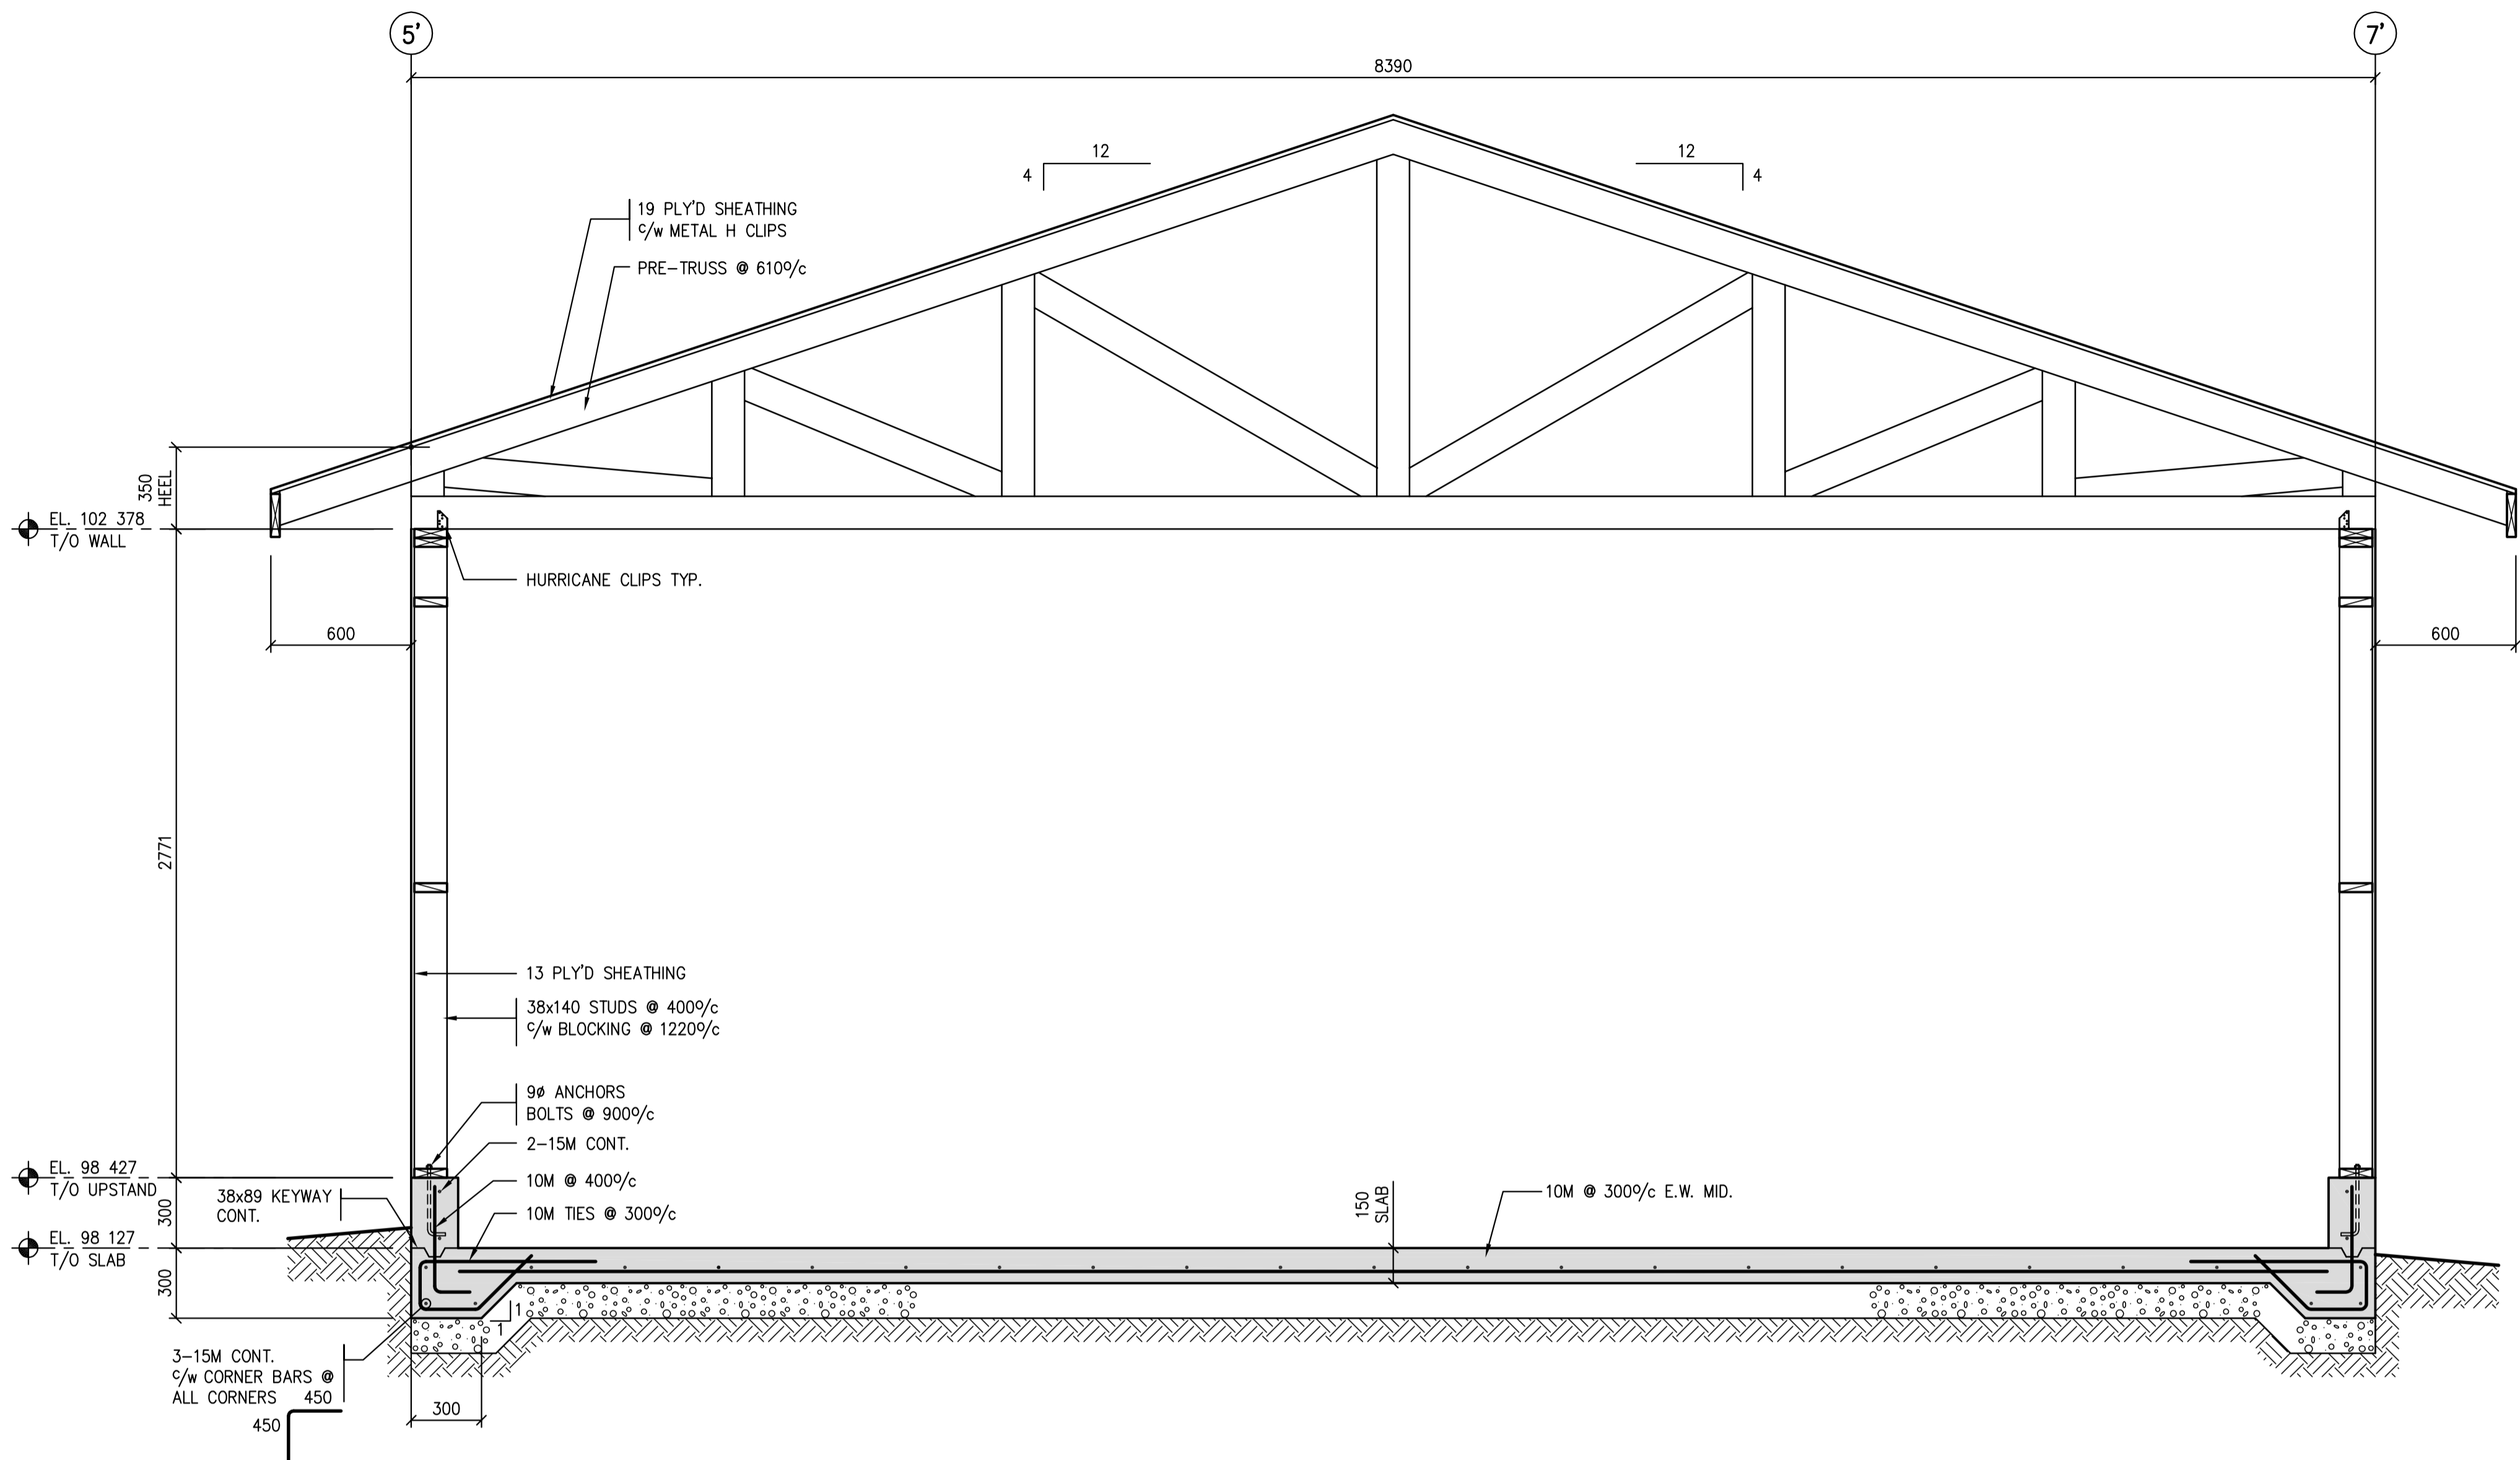 5'
7'
8390
12
4
12
4
19 PLY'D SHEATHING
c/w METAL H CLIPS
PRE-TRUSS @ 610o/c
350
HEEL
EL. 102 378
T/O WALL
HURRICANE CLIPS TYP.
600
600
2771
13 PLY'D SHEATHING
38x140 STUDS @ 400o/c
c/w BLOCKING @ 1220o/c
9ø ANCHORS
BOLTS @ 900o/c
2-15M CONT.
EL. 98 427
T/O UPSTAND
10M @ 400o/c
38x89 KEYWAY
CONT.
300
10M TIES @ 300o/c
150
SLAB
10M @ 300o/c E.W. MID.
EL. 98 127
T/O SLAB
300
1
1
3-15M CONT.
c/w CORNER BARS @
ALL CORNERS
450
450
300